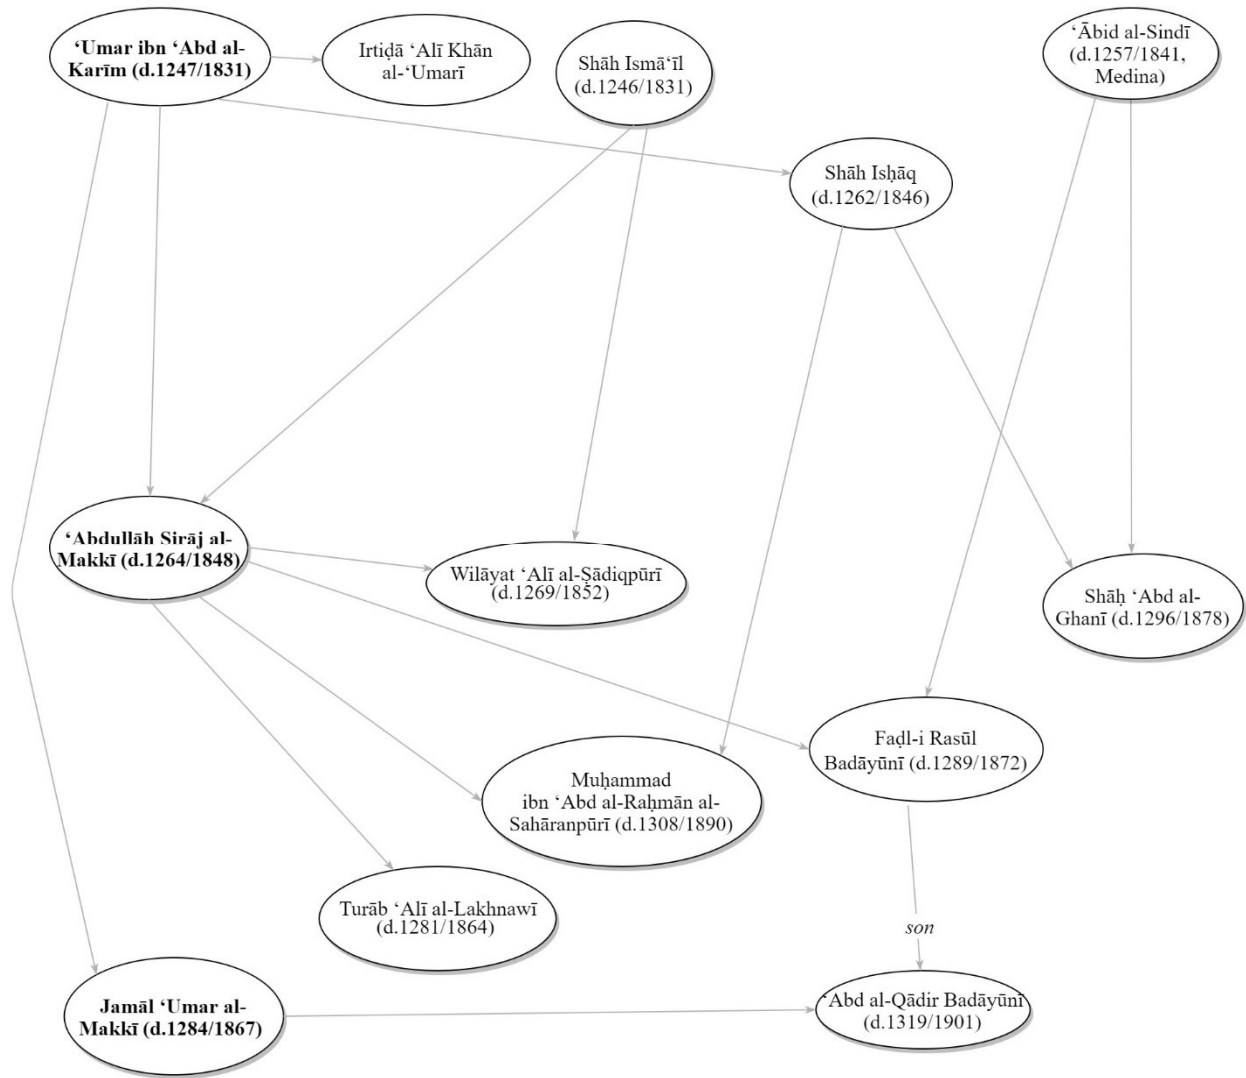 ‘Umar ibn ‘Abd al-
Karīm (d.1247/1831)
Irtiḍā ‘Alī Khān
al-‘Umarī
Shāh Ismā‘īl
(d.1246/1831)
‘Ābid al-Sindī
(d.1257/1841,
Medina)
Shāh Isḥāq
(d.1262/1846)
‘Abdullāh Sirāj al-
Makkī (d.1264/1848)
Wilāyat ‘Alī al-Ṣādiqpūrī
(d.1269/1852)
Shāḥ ‘Abd al-
Ghanī (d.1296/1878)
Faḍl-i Rasūl
Badāyūnī (d.1289/1872)
Muḥammad
ibn ‘Abd al-Raḥmān al-
Sahāranpūrī (d.1308/1890)
Turāb ‘Alī al-Lakhnawī
(d.1281/1864)
son
Jamāl ‘Umar al-
Makkī (d.1284/1867)
‘Abd al-Qādir Badāyūnī
(d.1319/1901)